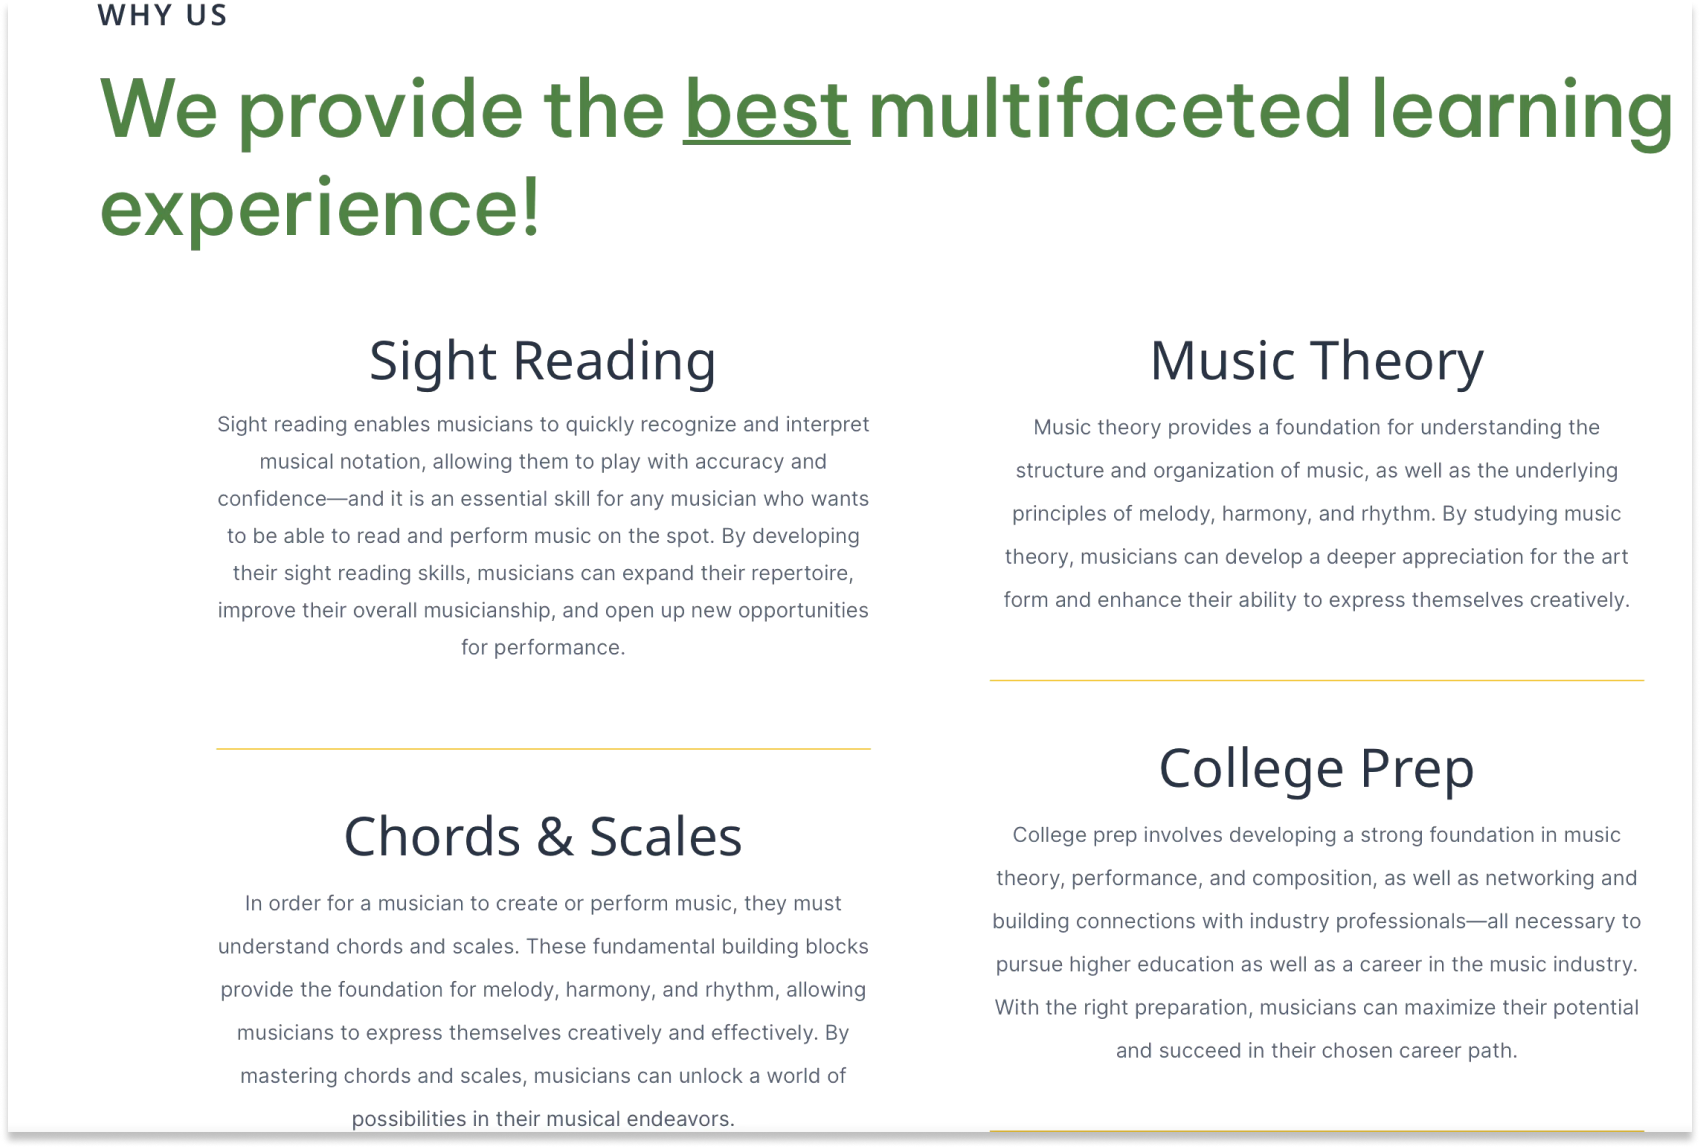 WHY US
We provide the best multifaceted learning
experience!
Sight Reading
Sight reading enables musicians to quickly recognize and interpret
musical notation, allowing them to play with accuracy and
confidence—and it is an essential skill for any musician who wants
to be able to read and perform music on the spot. By developing
their sight reading skills, musicians can expand their repertoire,
improve their overall musicianship, and open up new opportunities
for performance.
Chords & Scales
In order for a musician to create or perform music, they must
understand chords and scales. These fundamental building blocks
provide the foundation for melody, harmony, and rhythm, allowing
musicians to express themselves creatively and effectively. By
mastering chords and scales, musicians can unlock a world of
possibilities in their musical endeavors.
Music Theory
Music theory provides a foundation for understanding the
structure and organization of music, as well as the underlying
principles of melody, harmony, and rhythm. By studying music
theory, musicians can develop a deeper appreciation for the art
form and enhance their ability to express themselves creatively.
College Prep
College prep involves developing a strong foundation in music
theory, performance, and composition, as well as networking and
building connections with industry professionals—all necessary to
pursue higher education as well as a career in the music industry.
With the right preparation, musicians can maximize their potential
and succeed in their chosen career path.